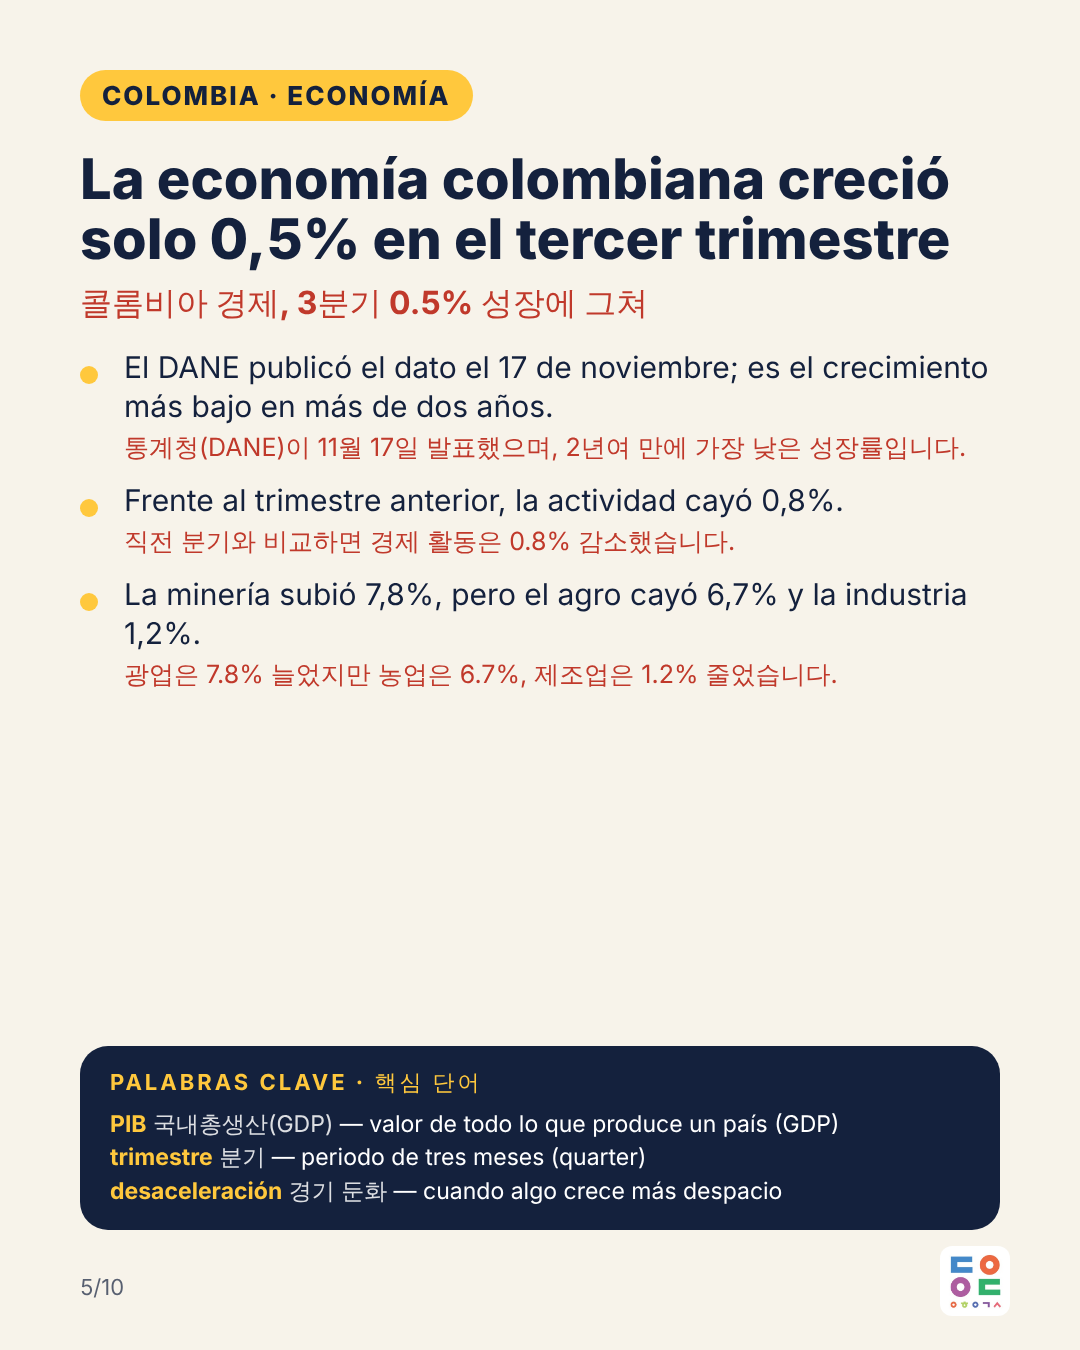 COLOMBIA · ECONOMÍA
La economía colombiana creció
solo 0,5% en el tercer trimestre
콜롬비아 경제, 3분기 0.5% 성장에 그쳐
El DANE publicó el dato el 17 de noviembre; es el crecimiento
más bajo en más de dos años.
통계청(DANE)이 11월 17일 발표했으며, 2년여 만에 가장 낮은 성장률입니다.
Frente al trimestre anterior, la actividad cayó 0,8%.
직전 분기와 비교하면 경제 활동은 0.8% 감소했습니다.
La minería subió 7,8%, pero el agro cayó 6,7% y la industria
1,2%.
광업은 7.8% 늘었지만 농업은 6.7%, 제조업은 1.2% 줄었습니다.
PALABRAS CLAVE · 핵심 단어
PIB 국내총생산(GDP) — valor de todo lo que produce un país (GDP)
trimestre 분기 — periodo de tres meses (quarter)
desaceleración 경기 둔화 — cuando algo crece más despacio
5/10